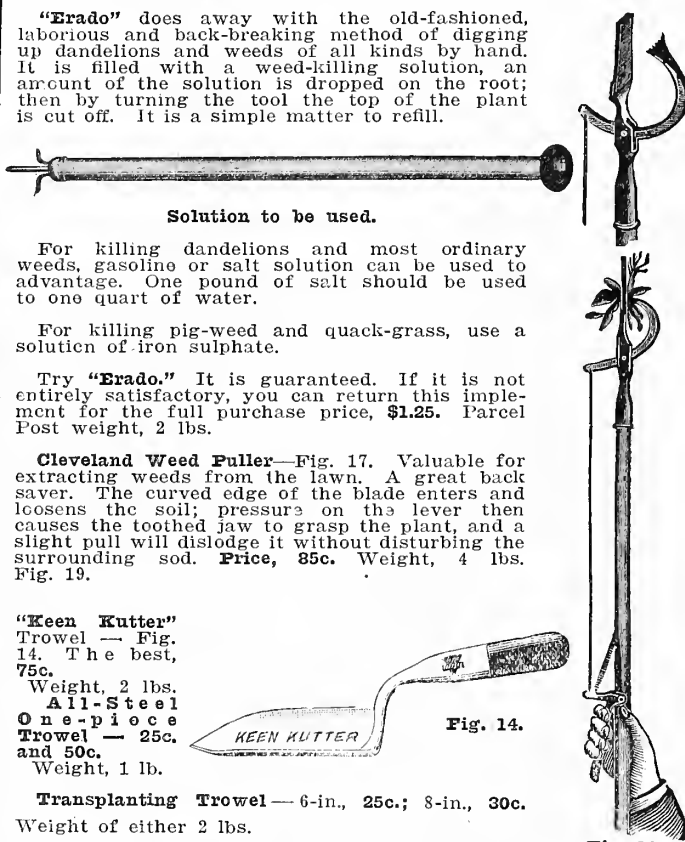 "Erado" does away with the old-fashioned,
laborious and back-breaking method of digging
up dandelions and weeds of all kinds by hand.
It is filled with a weed-killing solution, an
amount of the solution is dropped on the root;
then by turning the tool the top of the plant
is cut off. It is a simple matter to refill.
Solution to be used.
For killing dandelions and most ordinary
weeds, gasoline or salt solution can be used to
advantage. One pound of salt should be used
to one quart of water.
For killing pig-weed and quack-grass, use a
solution of iron sulphate.
Try "Erado." It is guaranteed. If it is not
entirely satisfactory, you can return this imple-
ment for the full purchase price, $1.25. Parcel
Post weight, 2 lbs.
Cleveland Weed Puller—Fig. 17. Valuable for
extracting weeds from the lawn. A great back
saver. The curved edge of the blade enters and
loosens the soil; pressure on the lever then
causes the toothed jaw to grasp the plant, and a
slight pull will dislodge it without disturbing the
surrounding sod. Price, 85c. Weight, 4 lbs.
Fig. 19.
"Keen Kutter"
Trowel — Fig.
14. The best,
75c.
Weight, 2 lbs.
All-Steel
One-piece
Trowel — 25c.
and 50c.
Weight, 1 lb.
KEEN KUTTER
Fig. 14.
Transplanting Trowel — 6-in., 25c.; 8-in., 30c.
Weight of either 2 lbs.